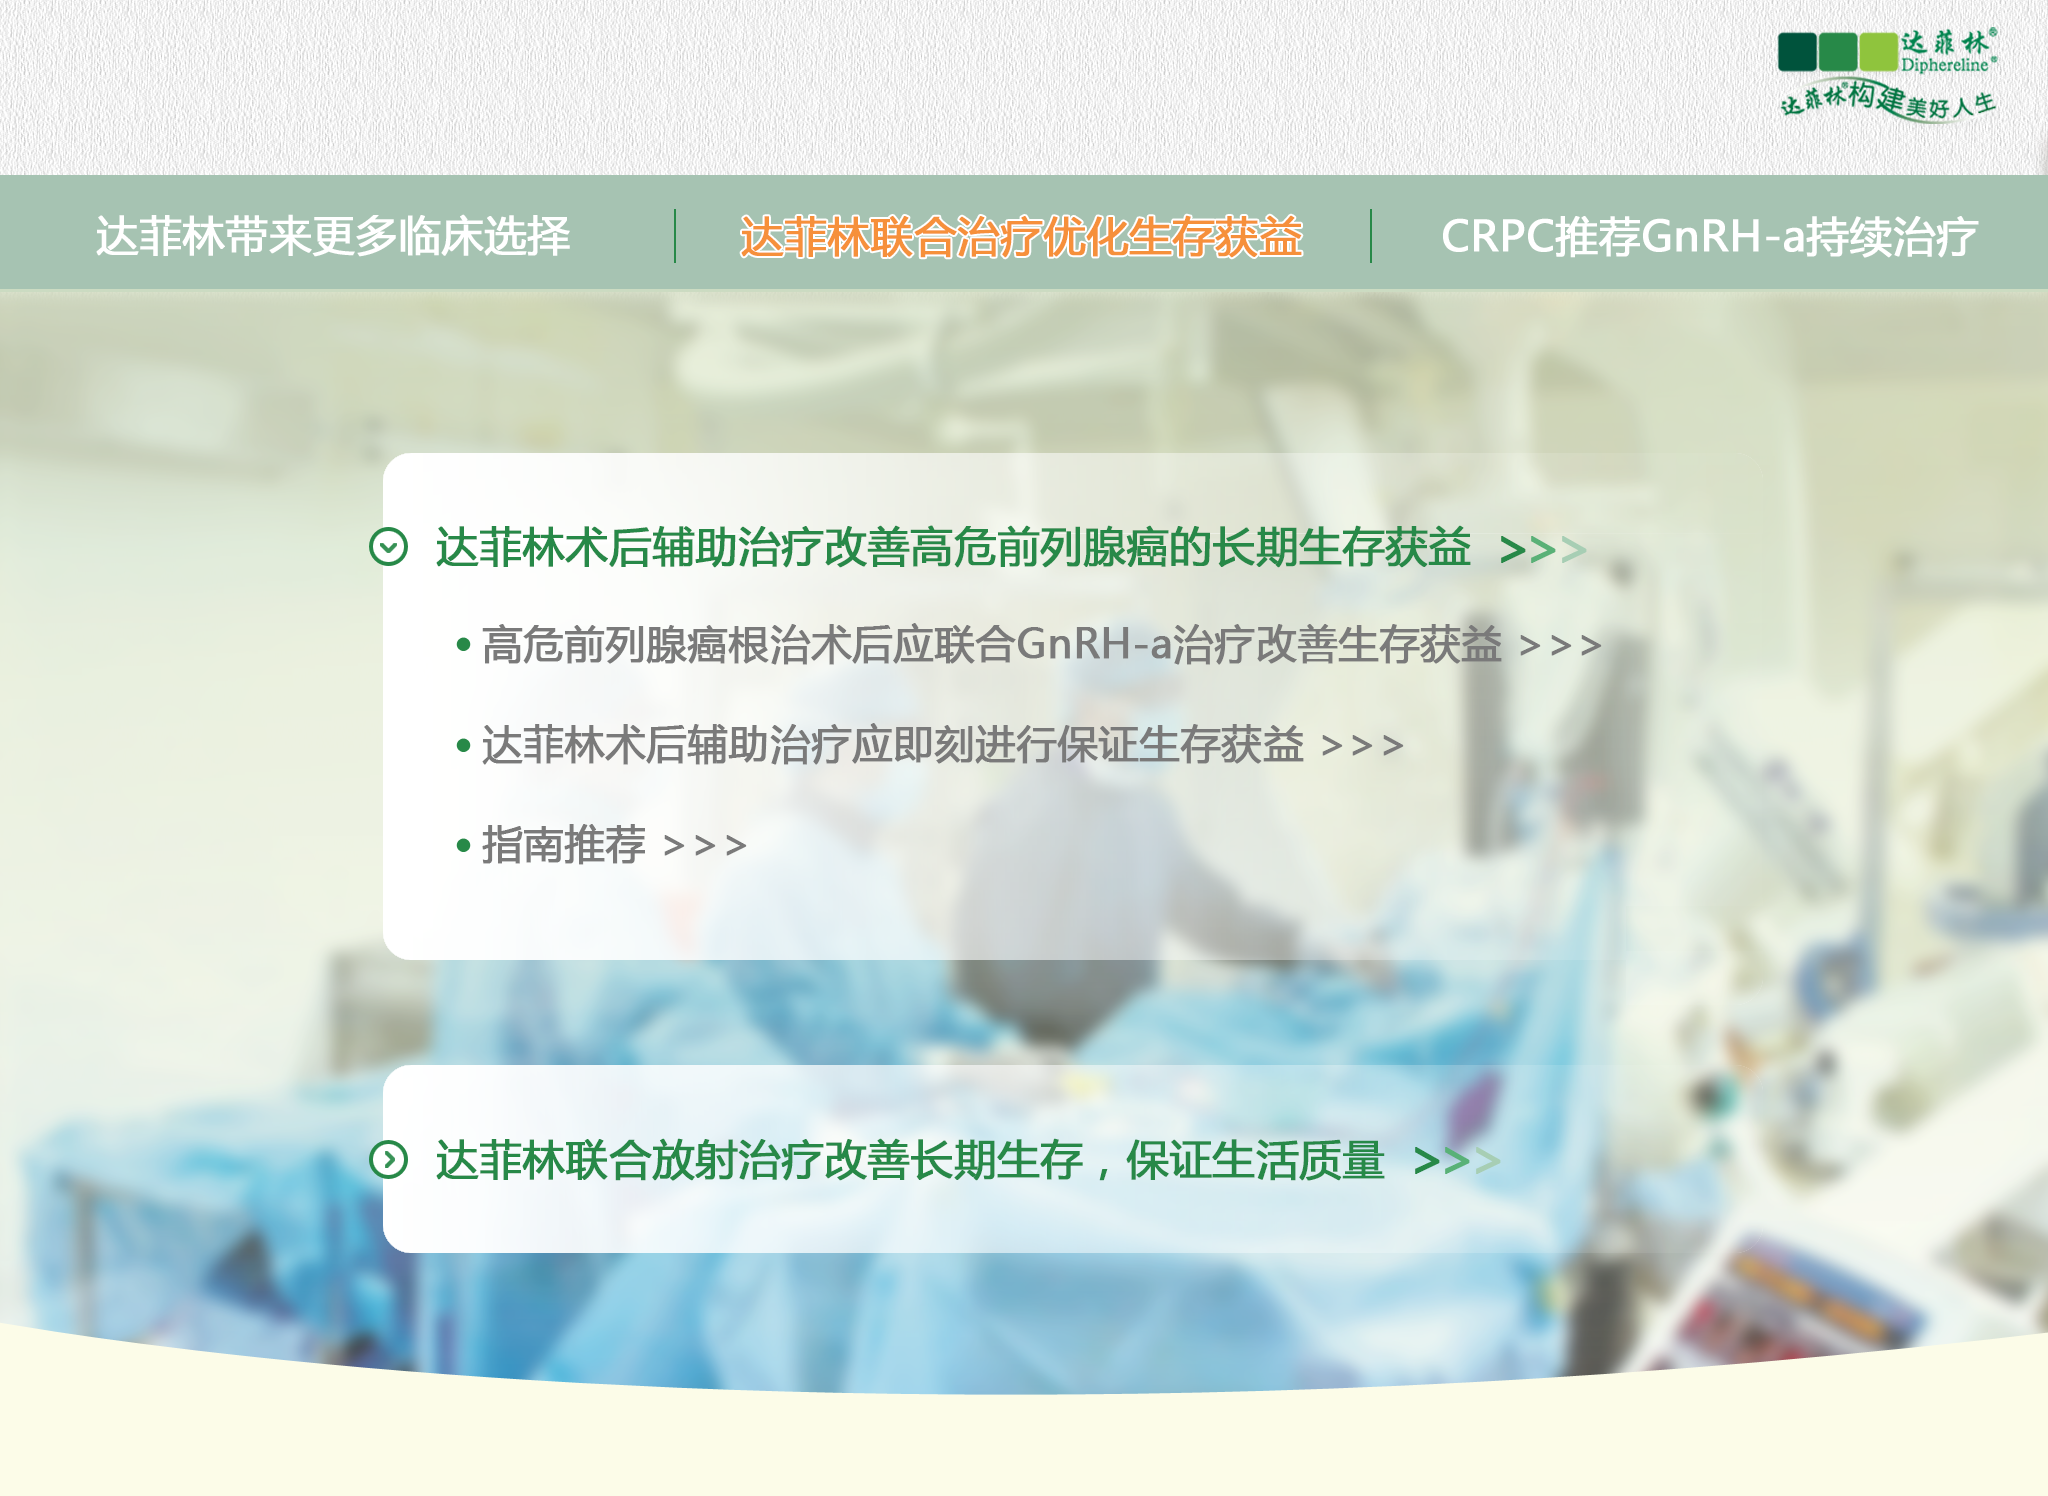 达菲林®
Diphereline®
达菲林®构建美好人生
达菲林带来更多临床选择
达菲林联合治疗优化生存获益
CRPC推荐GnRH-a持续治疗
达菲林术后辅助治疗改善高危前列腺癌的长期生存获益 >>>
• 高危前列腺癌根治术后应联合GnRH-a治疗改善生存获益 >>>
• 达菲林术后辅助治疗应即刻进行保证生存获益 >>>
• 指南推荐 >>>
达菲林联合放射治疗改善长期生存，保证生活质量 >>>